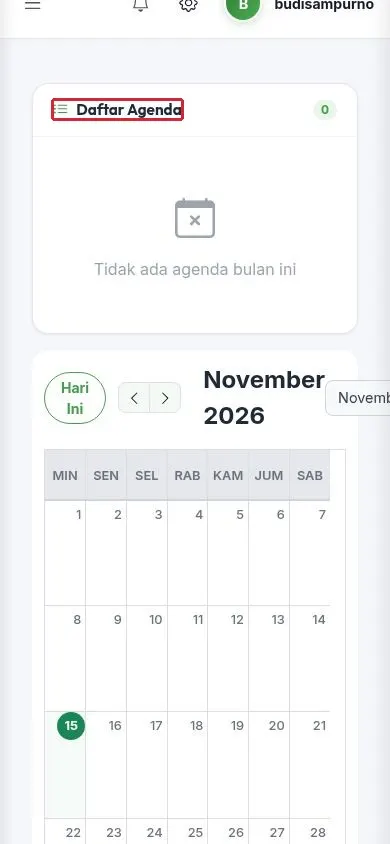 B budisampurno
Daftar Agenda 0
Tidak ada agenda bulan ini
Hari
Ini
November
2026
Novemb
MIN SEN SEL RAB KAM JUM SAB
1 2 3 4 5 6 7
8 9 10 11 12 13 14
15 16 17 18 19 20 21
22 23 24 25 26 27 28